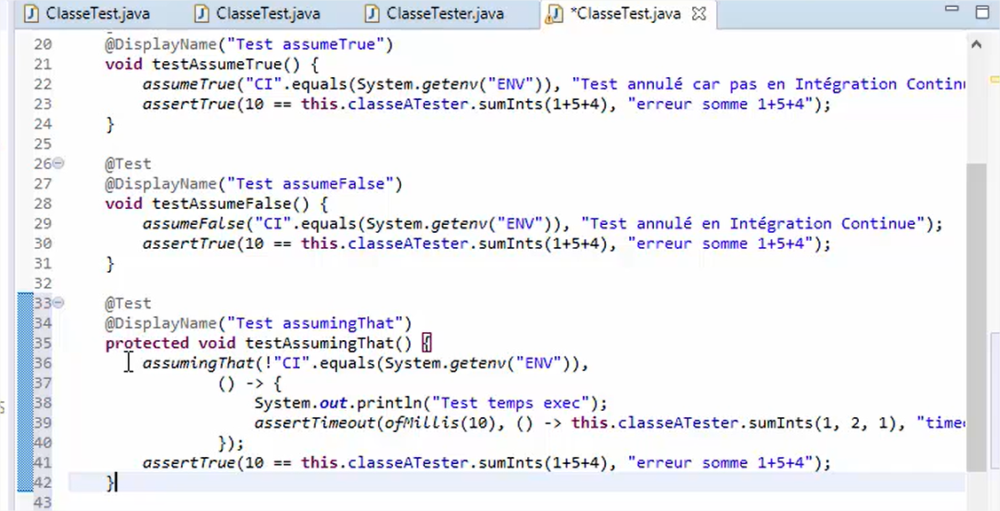 ClasseTest.java ClasseTest.java ClasseTester.java *ClasseTest.java
20 @DisplayName("Test assumeTrue")
21 void testAssumeTrue() {
22 assumeTrue("CI".equals(System.getenv("ENV")), "Test annulé car pas en Intégration Continu
23 assertTrue(10 == this.classeATester.sumInts(1+5+4), "erreur somme 1+5+4");
24 }
25
26 @Test
27 @DisplayName("Test assumeFalse")
28 void testAssumeFalse() {
29 assumeFalse("CI".equals(System.getenv("ENV")), "Test annulé en Intégration Continue");
30 assertTrue(10 == this.classeATester.sumInts(1+5+4), "erreur somme 1+5+4");
31 }
32
33 @Test
34 @DisplayName("Test assumingThat")
35 protected void testAssumingThat() {
36 assumingThat(!"CI".equals(System.getenv("ENV")),
37 () -> {
38 System.out.println("Test temps exec");
39 assertTimeout(ofMillis(10), () -> this.classeATester.sumInts(1, 2, 1), "time
40 });
41 assertTrue(10 == this.classeATester.sumInts(1+5+4), "erreur somme 1+5+4");
42 }
43